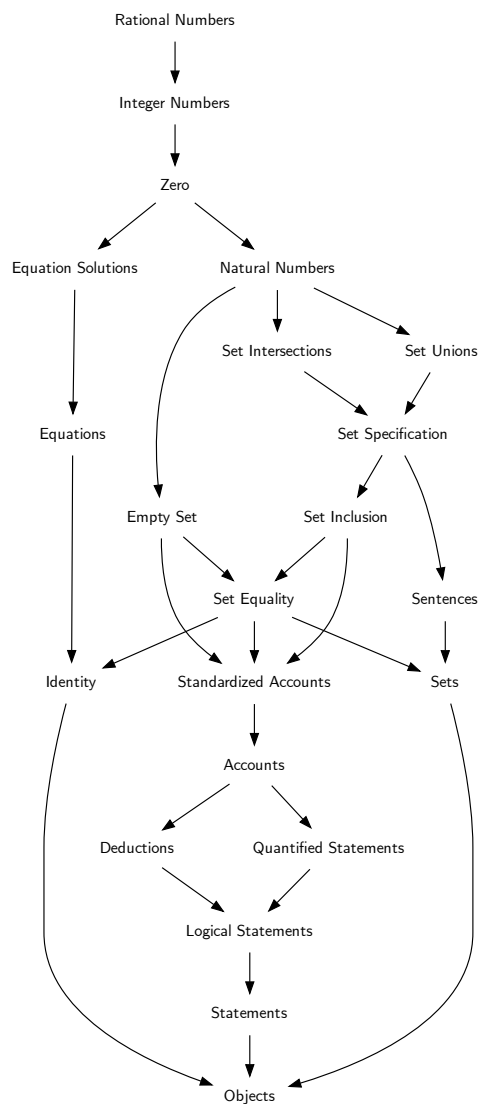 Rational Numbers
Integer Numbers
Zero
Equation Solutions
Natural Numbers
Set Intersections
Set Unions
Equations
Set Specification
Empty Set
Set Inclusion
Set Equality
Sentences
Identity
Standardized Accounts
Sets
Accounts
Deductions
Quantified Statements
Logical Statements
Statements
Objects